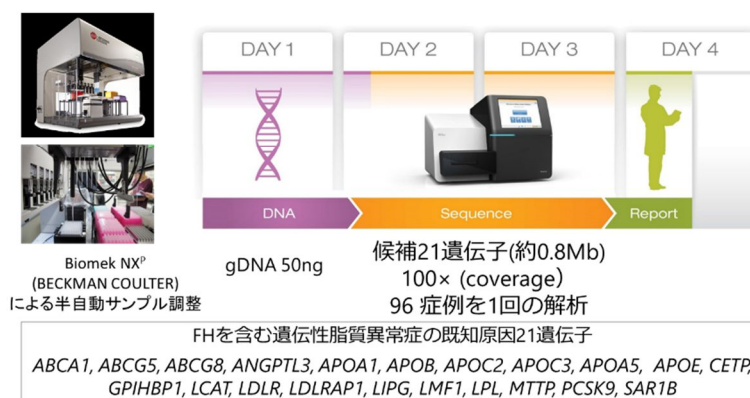 DAY 1
DAY 2
DAY 3
DAY 4
DNA
Sequence
Report
Biomek NXᴾ
(BECKMAN COULTER)
による半自動サンプル調整
gDNA 50ng
候補21遺伝子(約0.8Mb)
100× (coverage）
96 症例を1回の解析
FHを含む遺伝性脂質異常症の既知原因21遺伝子
ABCA1, ABCG5, ABCG8, ANGPTL3, APOA1, APOB, APOC2, APOC3, APOA5, APOE, CETP,
GPIHBP1, LCAT, LDLR, LDLRAP1, LIPG, LMF1, LPL, MTTP, PCSK9, SAR1B